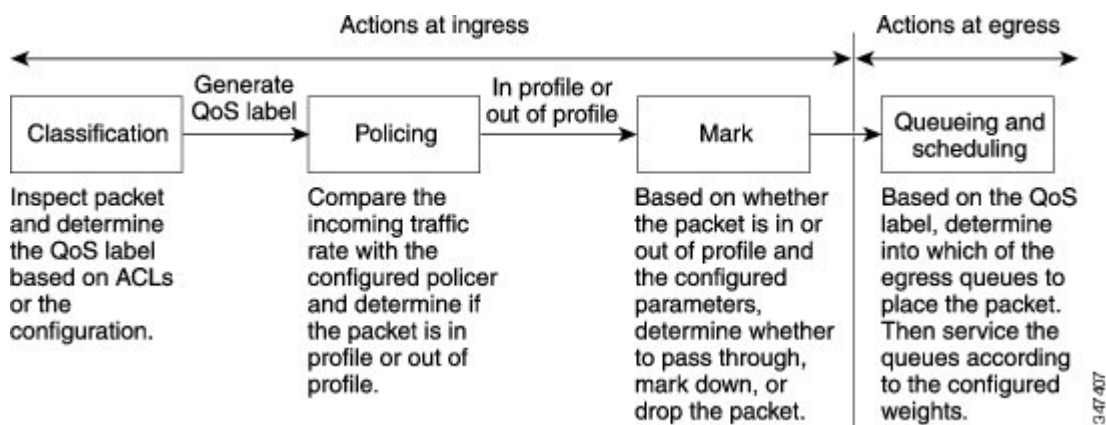 Actions at ingress
Actions at egress
Generate
QoS label
In profile or
out of profile
Classification
Policing
Mark
Queueing and
scheduling
Inspect packet
and determine
the QoS label
based on ACLs
or the
configuration.
Compare the
incoming traffic
rate with the
configured policer
and determine if
the packet is in
profile or out of
profile.
Based on whether
the packet is in or
out of profile and
the configured
parameters,
determine whether
to pass through,
mark down, or
drop the packet.
Based on the QoS
label, determine
into which of the
egress queues to
place the packet.
Then service the
queues according
to the configured
weights.
347407